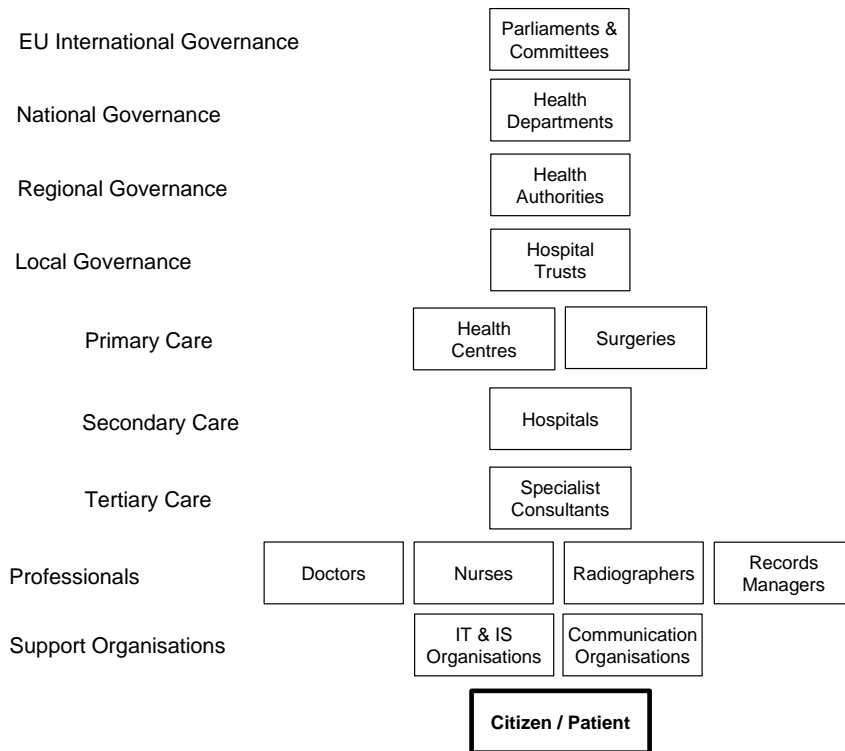 EU International Governance
Parliaments &
Committees
National Governance
Health
Departments
Regional Governance
Health
Authorities
Local Governance
Hospital
Trusts
Primary Care
Health
Centres
Surgeries
Secondary Care
Hospitals
Tertiary Care
Specialist
Consultants
Professionals
Doctors
Nurses
Radiographers
Records
Managers
Support Organisations
IT & IS
Organisations
Communication
Organisations
Citizen / Patient